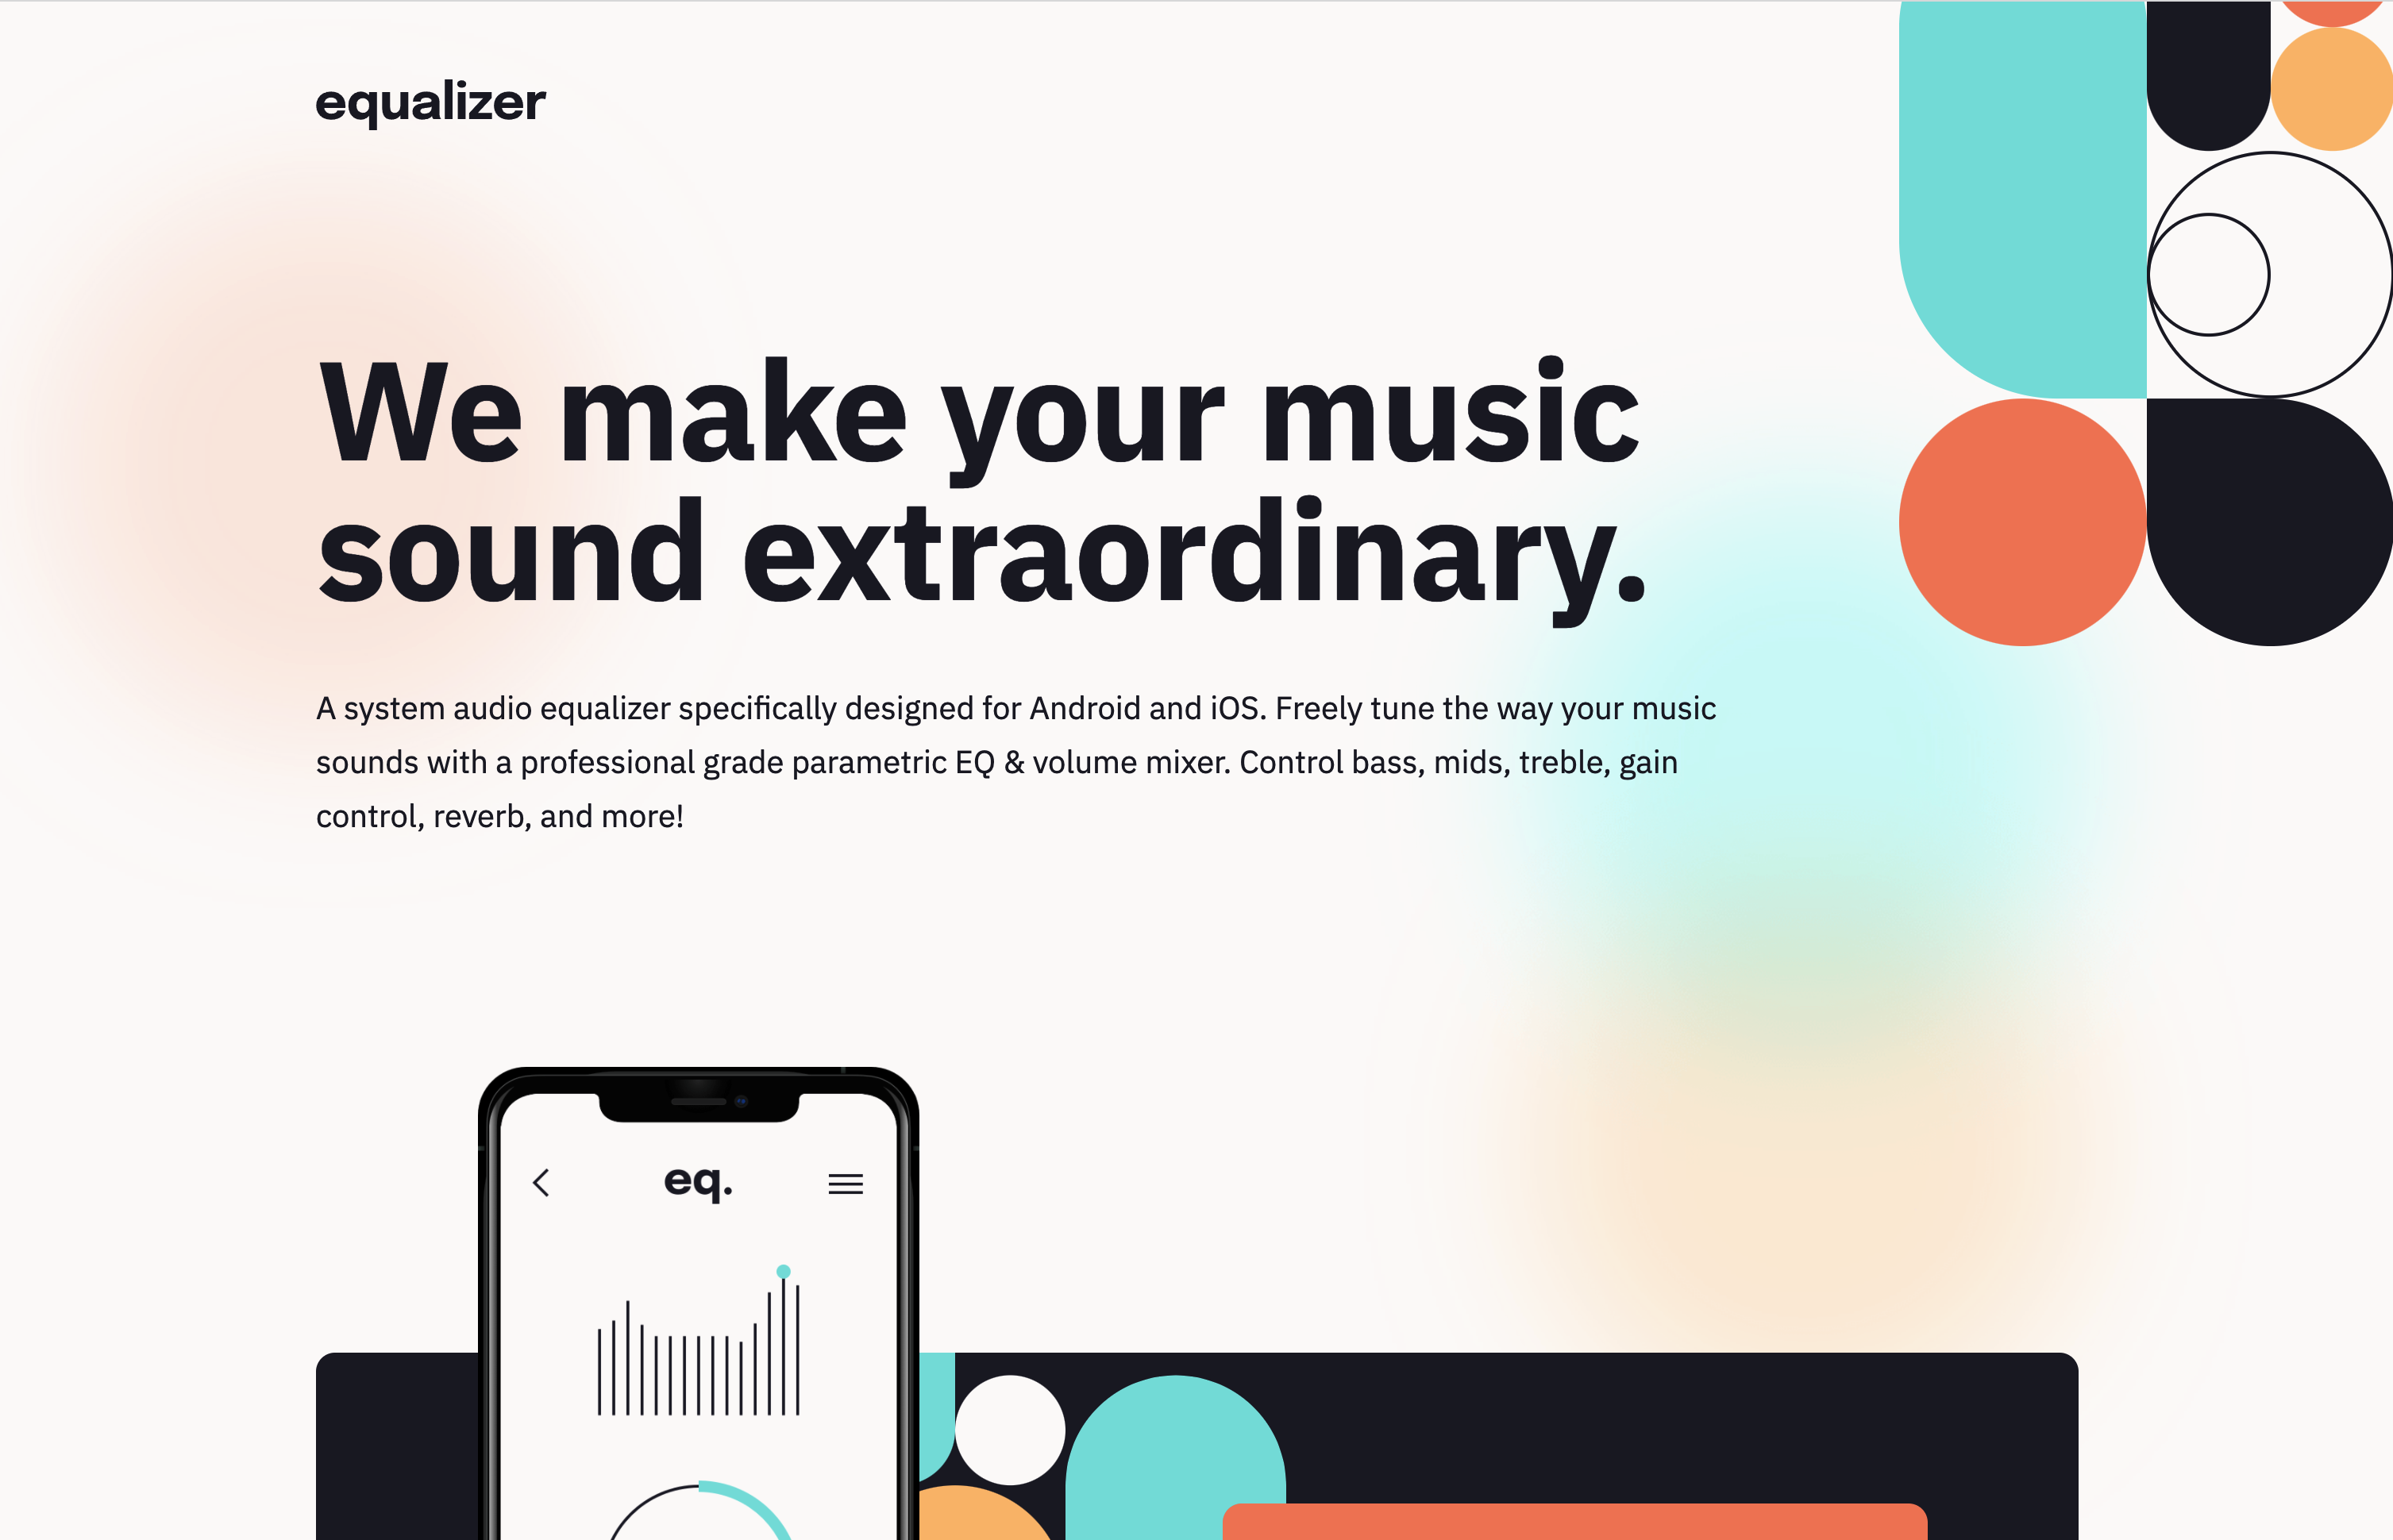 equalizer
We make your music
sound extraordinary.
A system audio equalizer specifically designed for Android and iOS. Freely tune the way your music
sounds with a professional grade parametric EQ & volume mixer. Control bass, mids, treble, gain
control, reverb, and more!
eq.